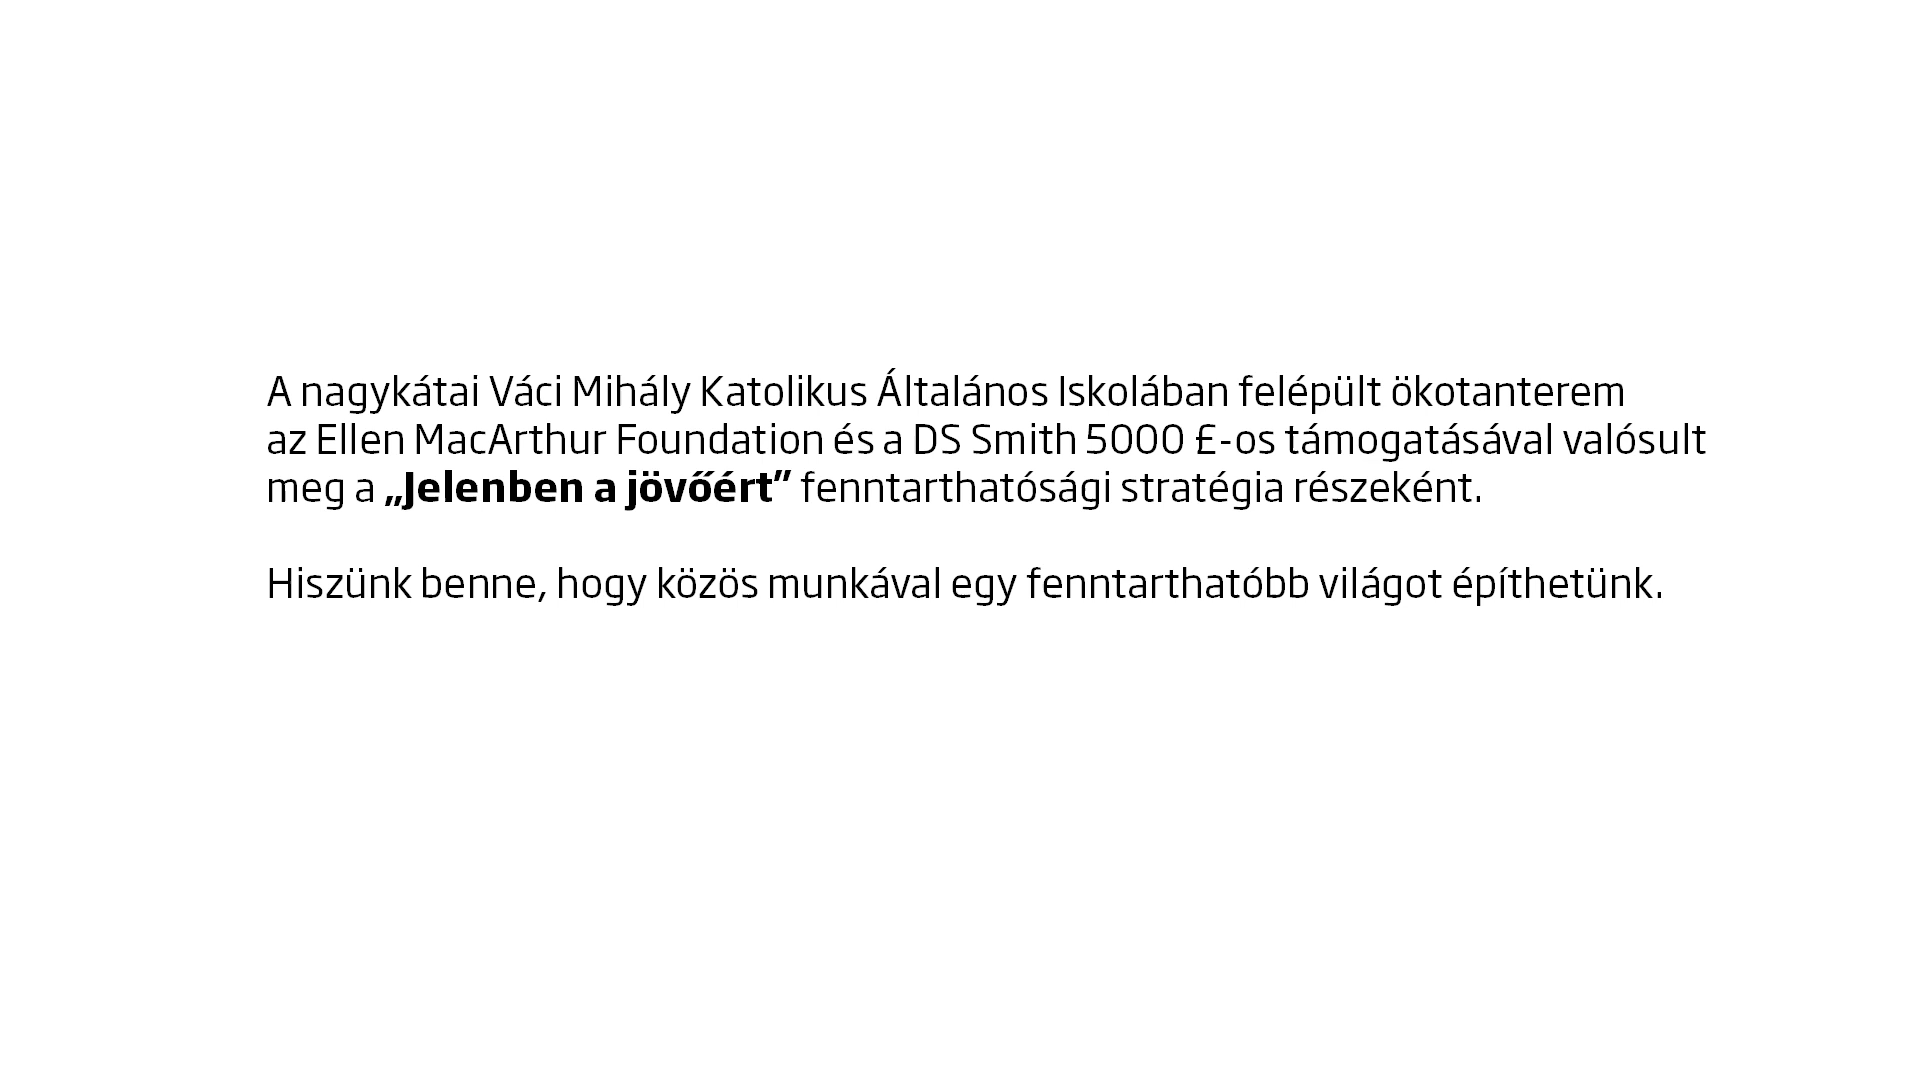 A nagykátai Váci Mihály Katolikus Általános Iskolában felépült ökotanterem
az Ellen MacArthur Foundation és a DS Smith 5000 £-os támogatásával valósult
meg a „Jelenben a jövőért” fenntarthatósági stratégia részeként.
Hiszünk benne, hogy közös munkával egy fenntarthatóbb világot építhetünk.